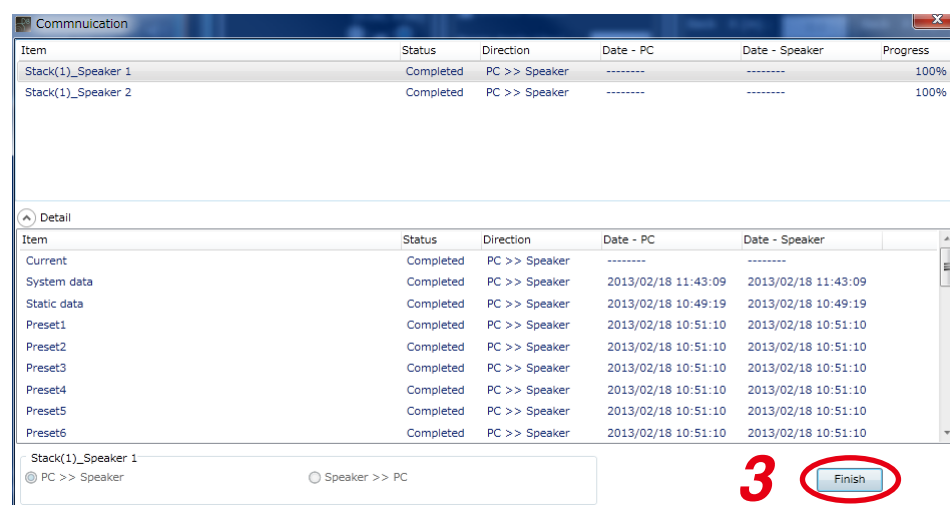 Commnuication
Item Status Direction Date - PC Date - Speaker Progress
Stack(1)_Speaker 1 Completed PC >> Speaker -------- -------- 100%
Stack(1)_Speaker 2 Completed PC >> Speaker -------- -------- 100%
Detail
Item Status Direction Date - PC Date - Speaker
Current Completed PC >> Speaker -------- --------
System data Completed PC >> Speaker 2013/02/18 11:43:09 2013/02/18 11:43:09
Static data Completed PC >> Speaker 2013/02/18 10:49:19 2013/02/18 10:49:19
Preset1 Completed PC >> Speaker 2013/02/18 10:51:10 2013/02/18 10:51:10
Preset2 Completed PC >> Speaker 2013/02/18 10:51:10 2013/02/18 10:51:10
Preset3 Completed PC >> Speaker 2013/02/18 10:51:10 2013/02/18 10:51:10
Preset4 Completed PC >> Speaker 2013/02/18 10:51:10 2013/02/18 10:51:10
Preset5 Completed PC >> Speaker 2013/02/18 10:51:10 2013/02/18 10:51:10
Preset6 Completed PC >> Speaker 2013/02/18 10:51:10 2013/02/18 10:51:10
Stack(1)_Speaker 1
PC >> Speaker Speaker >> PC
3 Finish